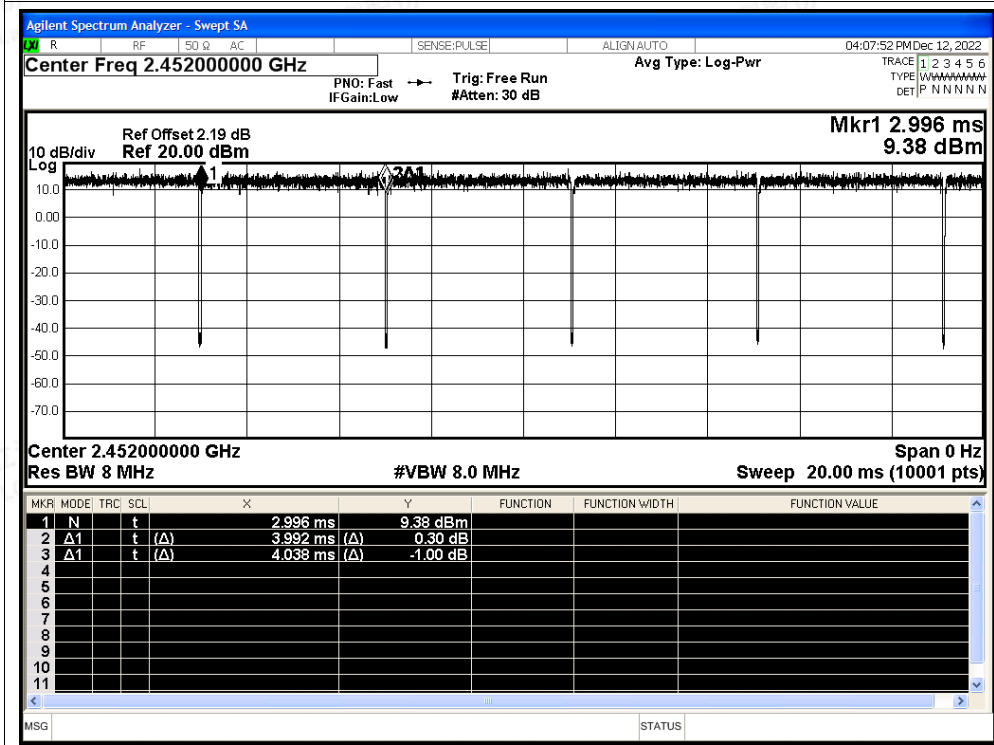 Agilent Spectrum Analyzer - Swept SA
LXI R RF 50 Ω AC SENSE:PULSE ALIGN AUTO 04:07:52 PM Dec 12, 2022
Center Freq 2.452000000 GHz Avg Type: Log-Pwr TRACE 1 2 3 4 5 6
PNO: Fast Trig: Free Run TYPE
IFGain:Low #Atten: 30 dB DET P N N N N N
Mkr1 2.996 ms
Ref Offset 2.19 dB
10 dB/div Ref 20.00 dBm 9.38 dBm
Log
1
3Δ1
10.0
0.00
-10.0
-20.0
-30.0
-40.0
-50.0
-60.0
-70.0
Center 2.452000000 GHz Span 0 Hz
Res BW 8 MHz #VBW 8.0 MHz Sweep 20.00 ms (10001 pts)
MKR MODE TRC SCL X Y FUNCTION FUNCTION WIDTH FUNCTION VALUE
1 N t 2.996 ms 9.38 dBm
2 Δ1 t (Δ) 3.992 ms (Δ) 0.30 dB
3 Δ1 t (Δ) 4.038 ms (Δ) -1.00 dB
4
5
6
7
8
9
10
11
MSG STATUS